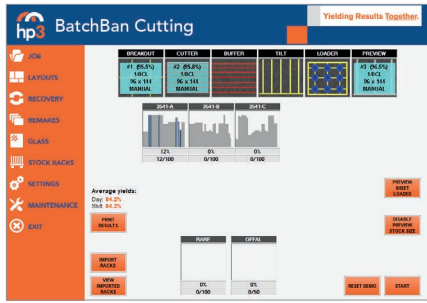 hp3
BatchBan Cutting
Yielding Results Together.
JOB
LAYOUTS
RECOVERY
REMAKES
GLASS
STOCK RACKS
SETTINGS
MAINTENANCE
EXIT
BREAKOUT CUTTER BUFFER TILT LOADER PREVIEW
#1 (95.5%) #2 (95.8%) #3 (96.5%)
1/8CL 1/8CL 1/8CL
96 x 144 96 x 144 96 x 144
MANUAL MANUAL MANUAL
3541-A 3541-B 3541-C
12% 0% 0%
12/100 0/100 0/100
Average yields:
Day: 84.2%
Shift: 84.2%
PRINT
RESULTS
IMPORT
RACKS
VIEW
IMPORTED
RACKS
RARF OFFAL
0% 0%
0/100 0/50
PREVIEW
SHEET
LOADED
DISABLE
PREVIEW
STOCK SIZE
RESET DEMO START